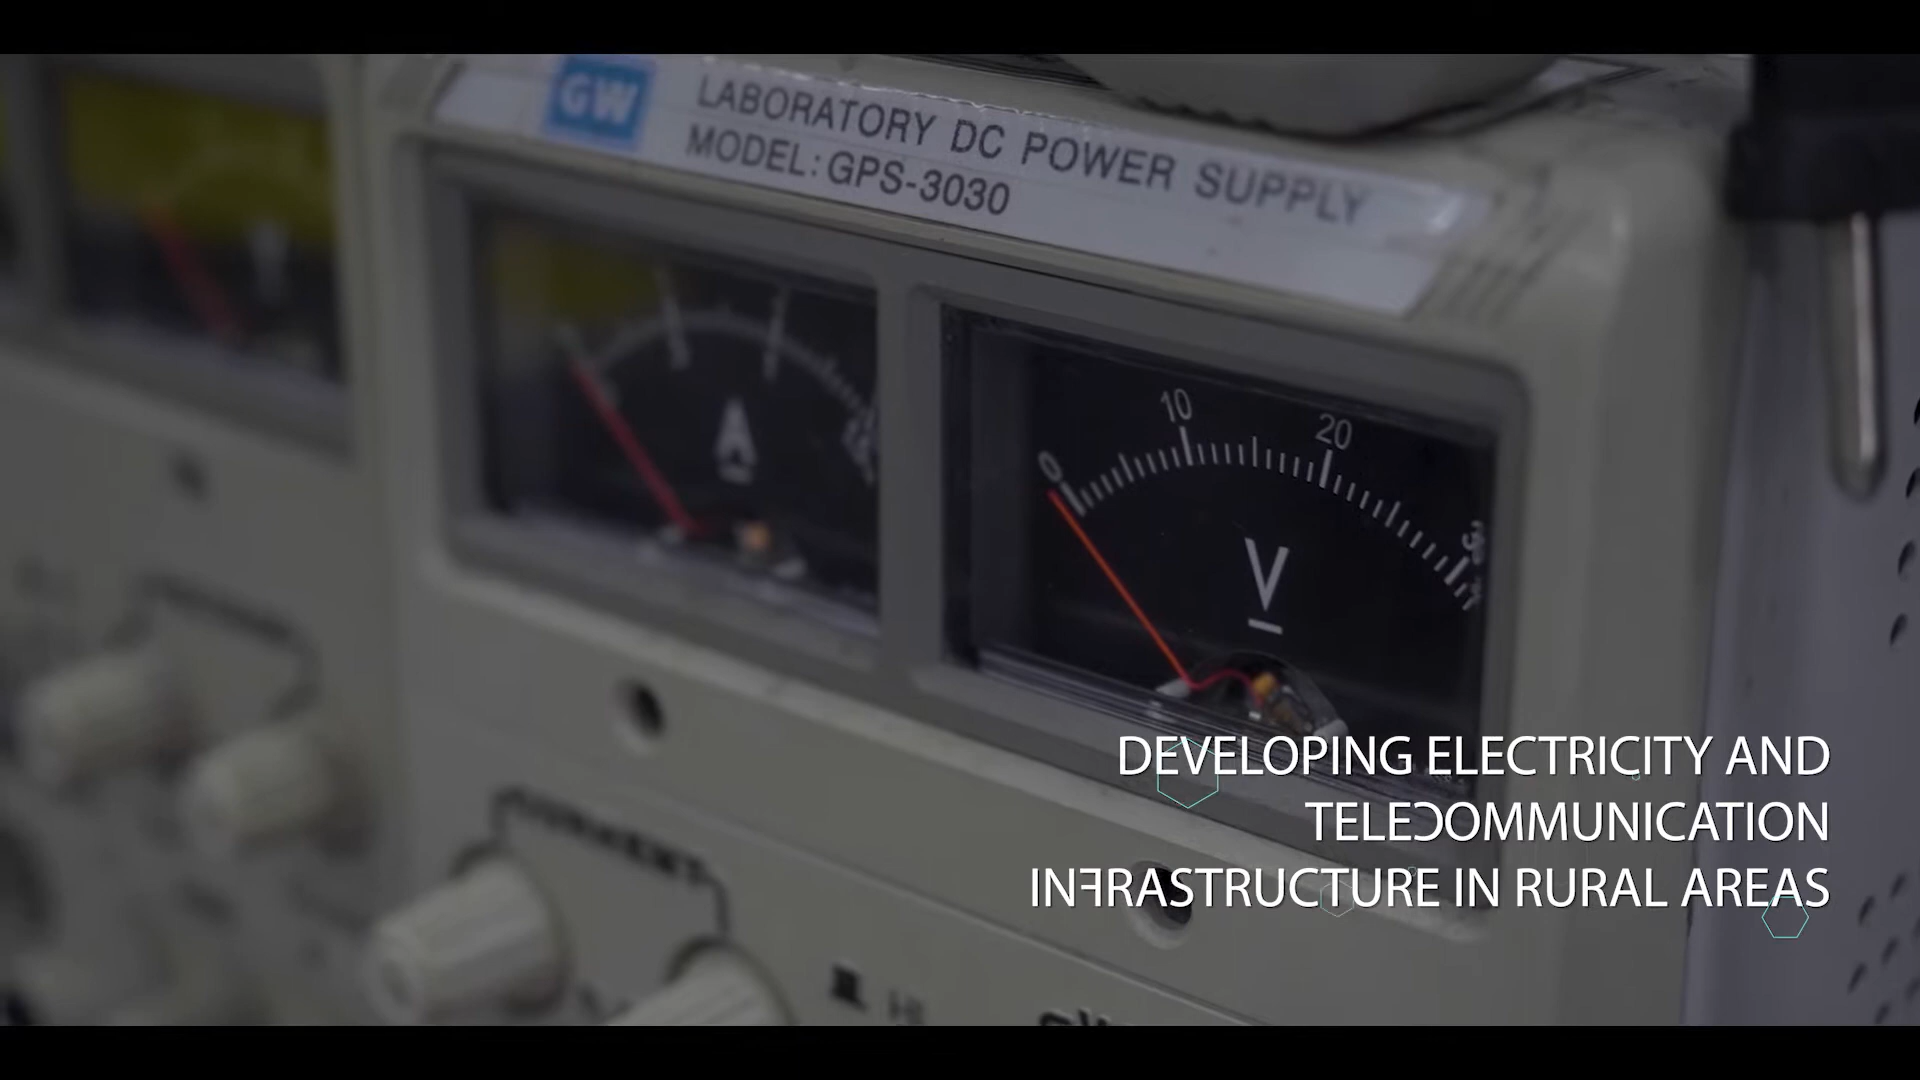 GW
LABORATORY DC POWER SUPPLY
MODEL: GPS-3030
A
0
10
20
30
V
DEVELOPING ELECTRICITY AND
TELECOMMUNICATION
INFRASTRUCTURE IN RURAL AREAS